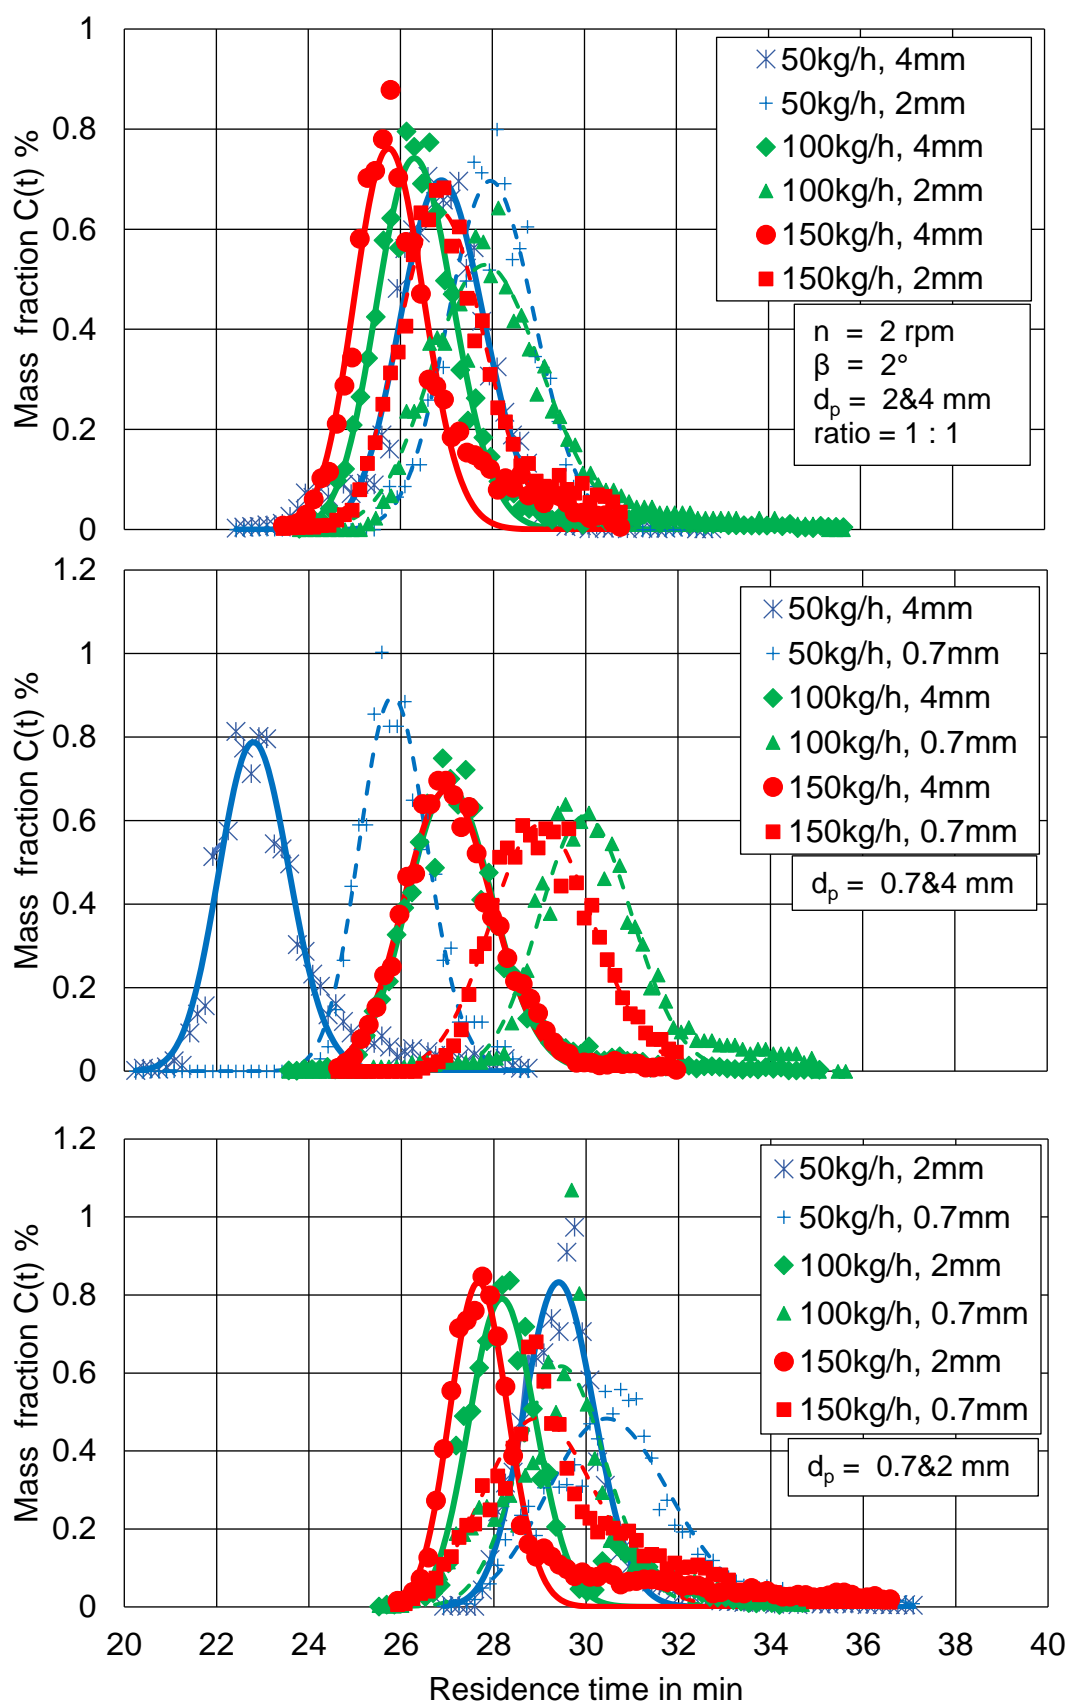 Mass fraction C(t) %
1
0.8
0.6
0.4
0.2
0
50kg/h, 4mm
50kg/h, 2mm
100kg/h, 4mm
100kg/h, 2mm
150kg/h, 4mm
150kg/h, 2mm
n = 2 rpm
β = 2°
dp = 2&4 mm
ratio = 1 : 1
Mass fraction C(t) %
1.2
1
0.8
0.6
0.4
0.2
0
50kg/h, 4mm
50kg/h, 0.7mm
100kg/h, 4mm
100kg/h, 0.7mm
150kg/h, 4mm
150kg/h, 0.7mm
dp = 0.7&4 mm
Mass fraction C(t) %
1.2
1
0.8
0.6
0.4
0.2
0
50kg/h, 2mm
50kg/h, 0.7mm
100kg/h, 2mm
100kg/h, 0.7mm
150kg/h, 2mm
150kg/h, 0.7mm
dp = 0.7&2 mm
20 22 24 26 28 30 32 34 36 38 40
Residence time in min